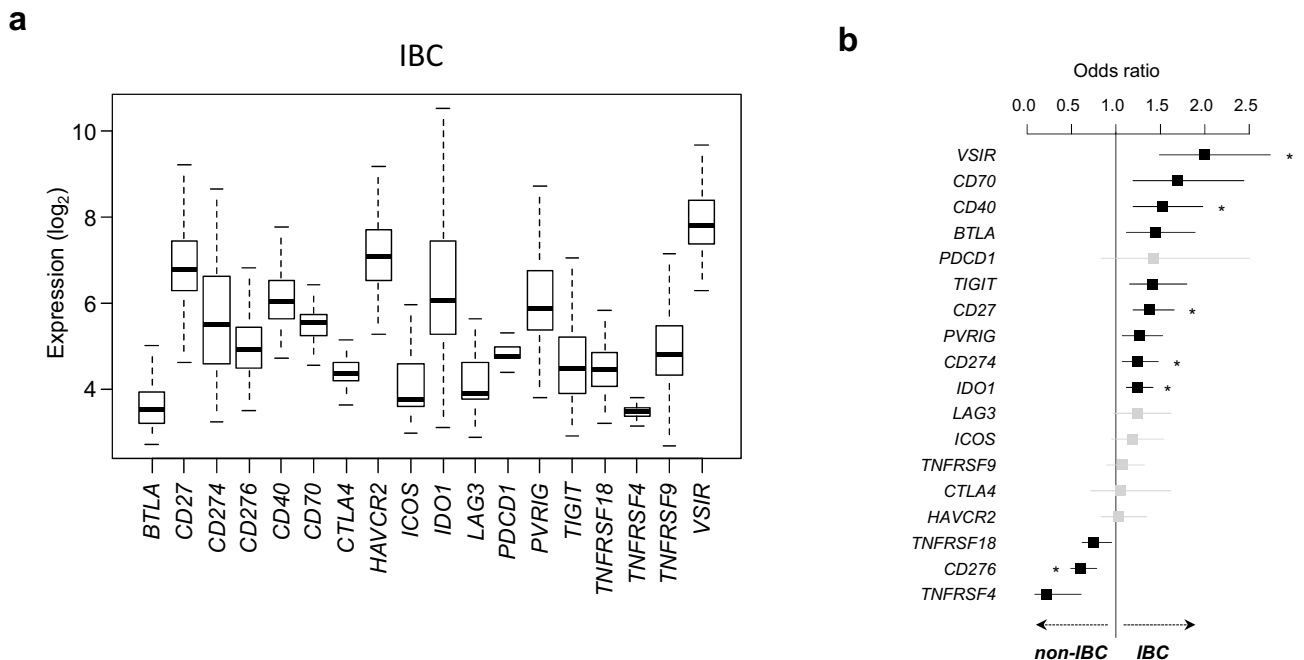 a
IBC
Expression (log2)
10
8
6
4
BTLA
CD27
CD274
CD276
CD40
CD70
CTLA4
HAVCR2
ICOS
IDO1
LAG3
PDCD1
PVRIG
TIGIT
TNFRSF18
TNFRSF4
TNFRSF9
VSIR
b
Odds ratio
0.0 0.5 1.0 1.5 2.0 2.5
VSIR *
CD70
CD40 *
BTLA
PDCD1
TIGIT
CD27 *
PVRIG
CD274 *
IDO1 *
LAG3
ICOS
TNFRSF9
CTLA4
HAVCR2
TNFRSF18
CD276 *
TNFRSF4
non-IBC IBC